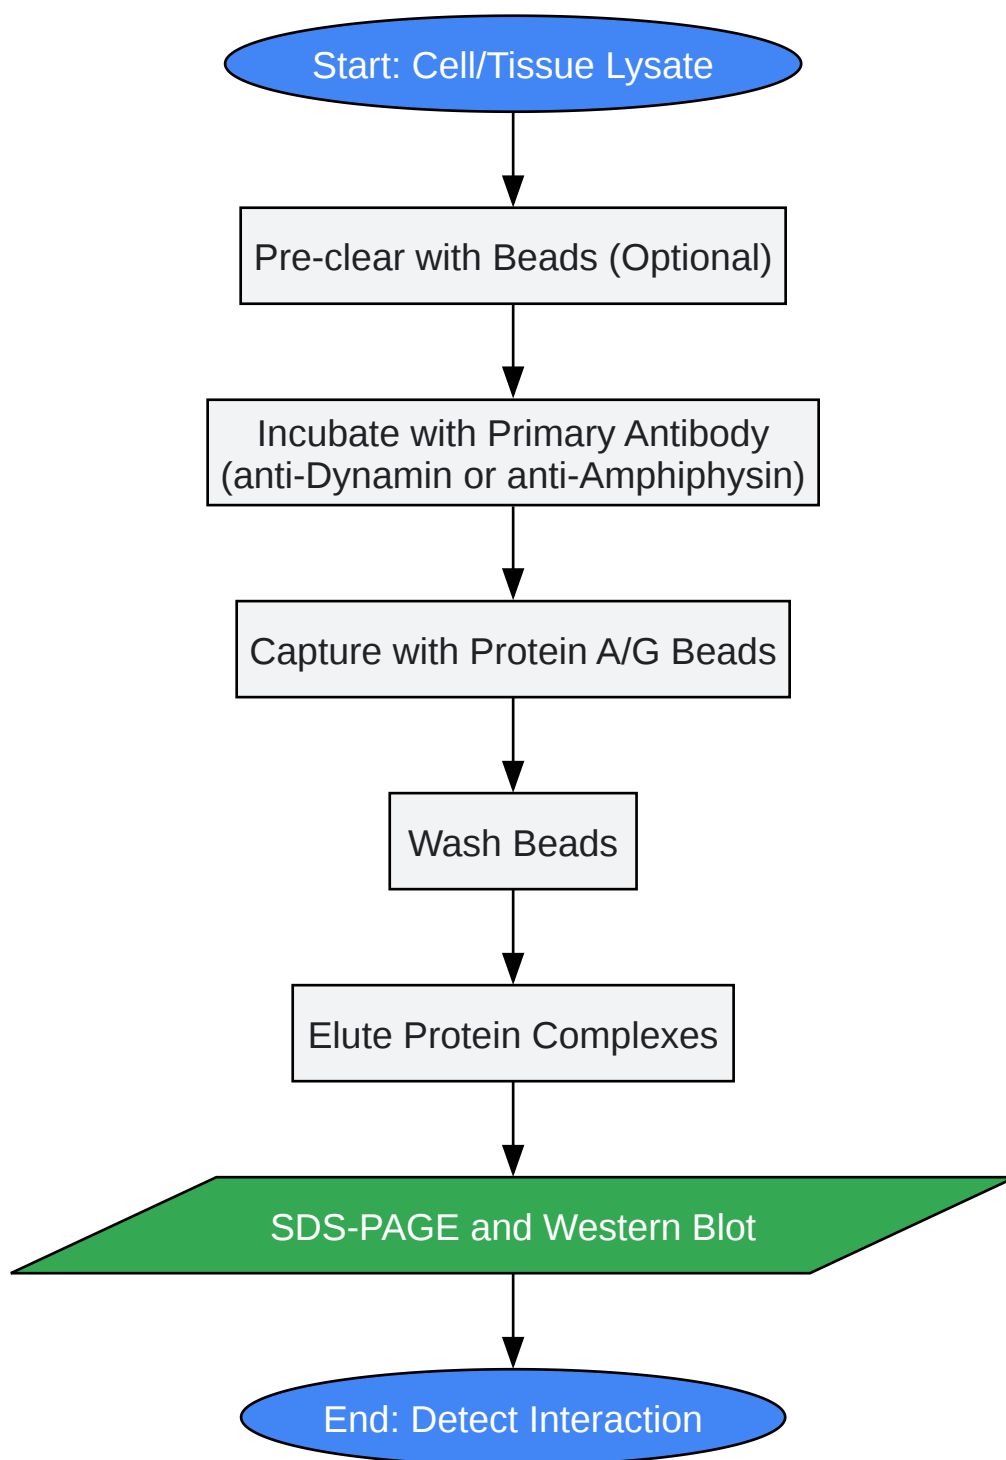 Start: Cell/Tissue Lysate
Pre-clear with Beads (Optional)
Incubate with Primary Antibody
(anti-Dynamin or anti-Amphiphysin)
Capture with Protein A/G Beads
Wash Beads
Elute Protein Complexes
SDS-PAGE and Western Blot
End: Detect Interaction